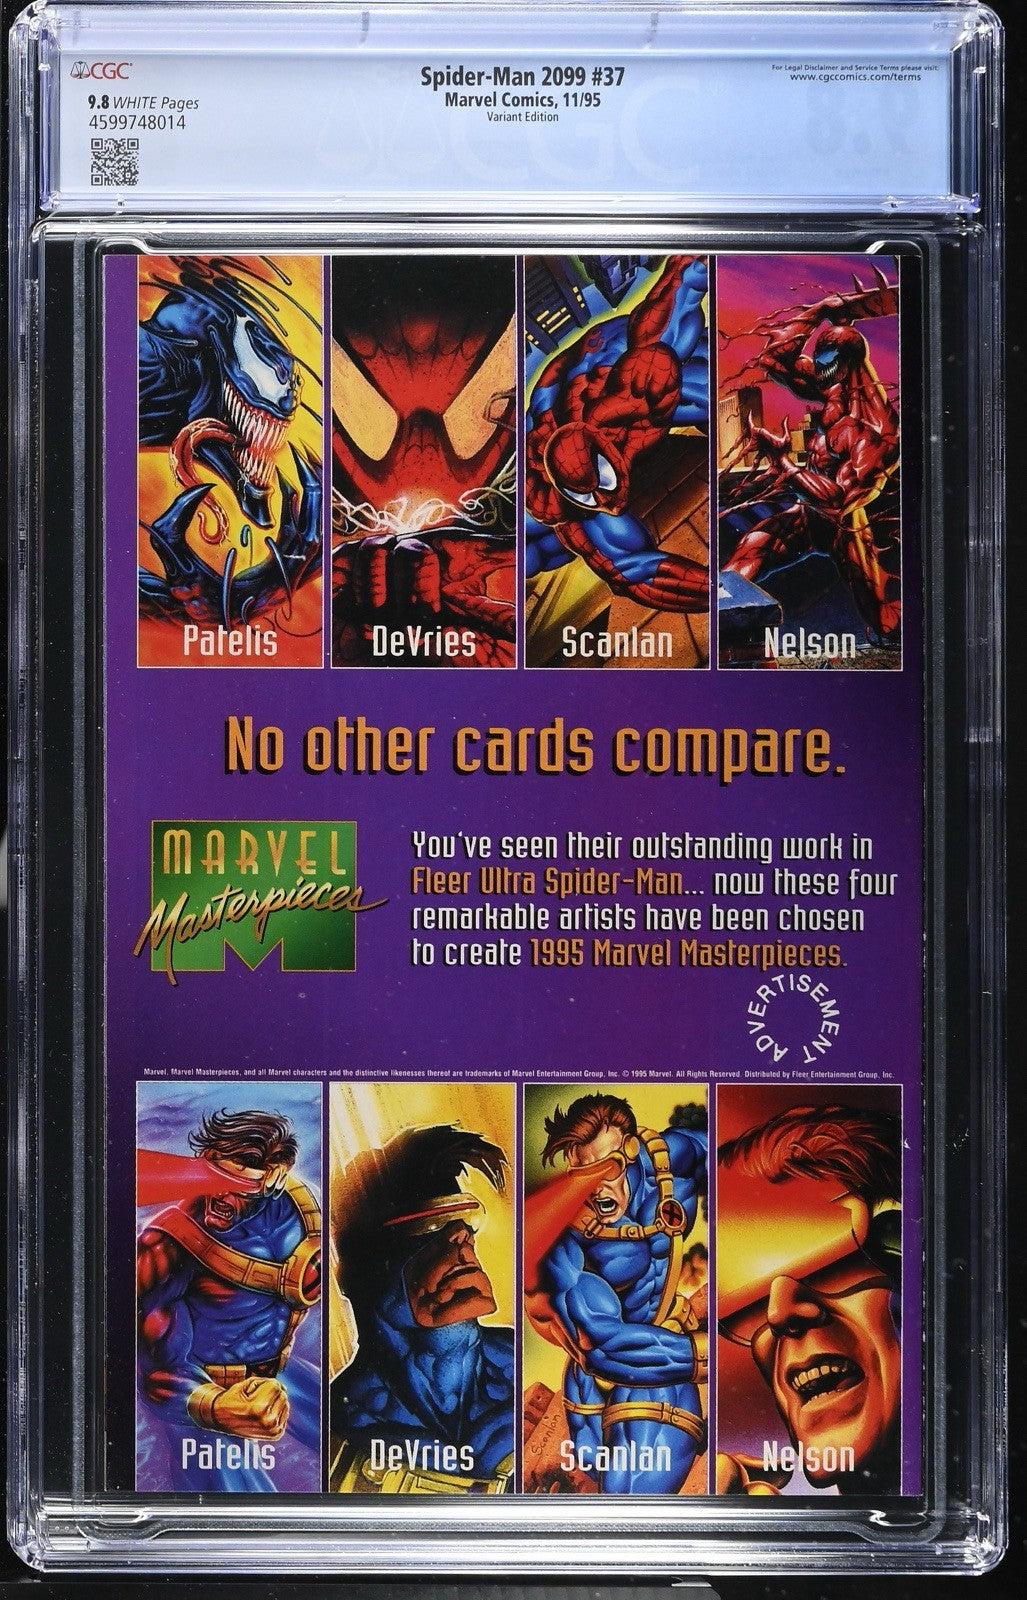 CGC
Spider-Man 2099 #37
For Legal Disclaimer and Service Terms please visit:
www.cgccomics.com/terms
9.8 WHITE Pages
Marvel Comics, 11/95
4599748014
Variant Edition
Patelis
DeVries
Scanlan
Nelson
No other cards compare.
MARVEL
Masterpieces
You've seen their outstanding work in
Fleer Ultra Spider-Man... now these four
remarkable artists have been chosen
to create 1995 Marvel Masterpieces.
ADVERTISEMENT
Marvel, Marvel Masterpieces, and all Marvel characters and the distinctive likenesses thereof are trademarks of Marvel Entertainment Group, Inc. © 1995 Marvel. All Rights Reserved. Distributed by Fleer Entertainment Group, Inc.
Scanlan
Patelis
DeVries
Scanlan
Nelson